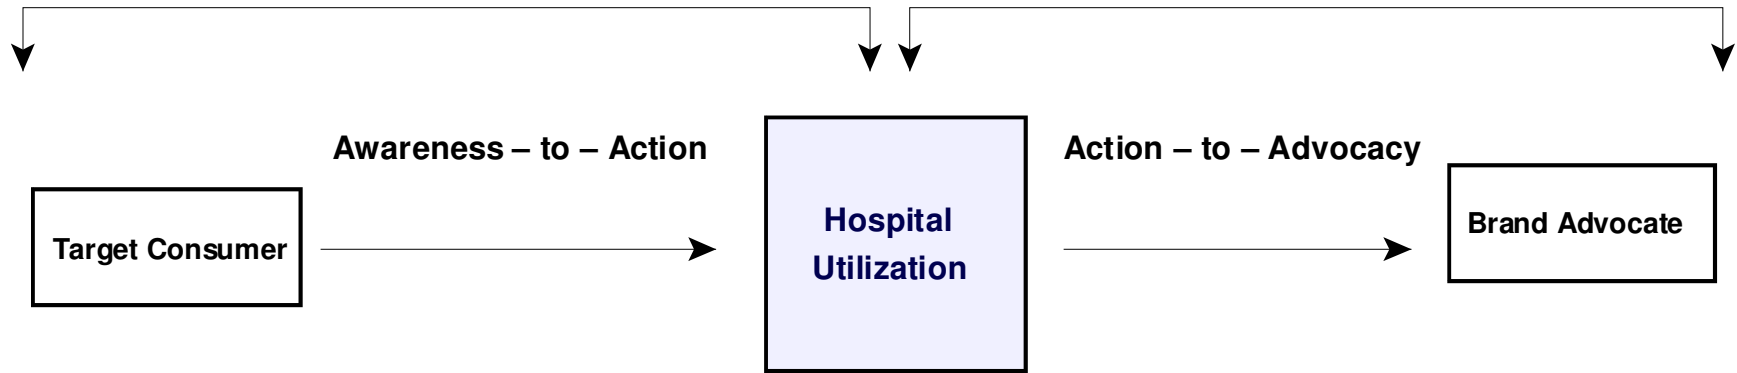 Awareness – to – Action
Action – to – Advocacy
Target Consumer
Hospital
Utilization
Brand Advocate